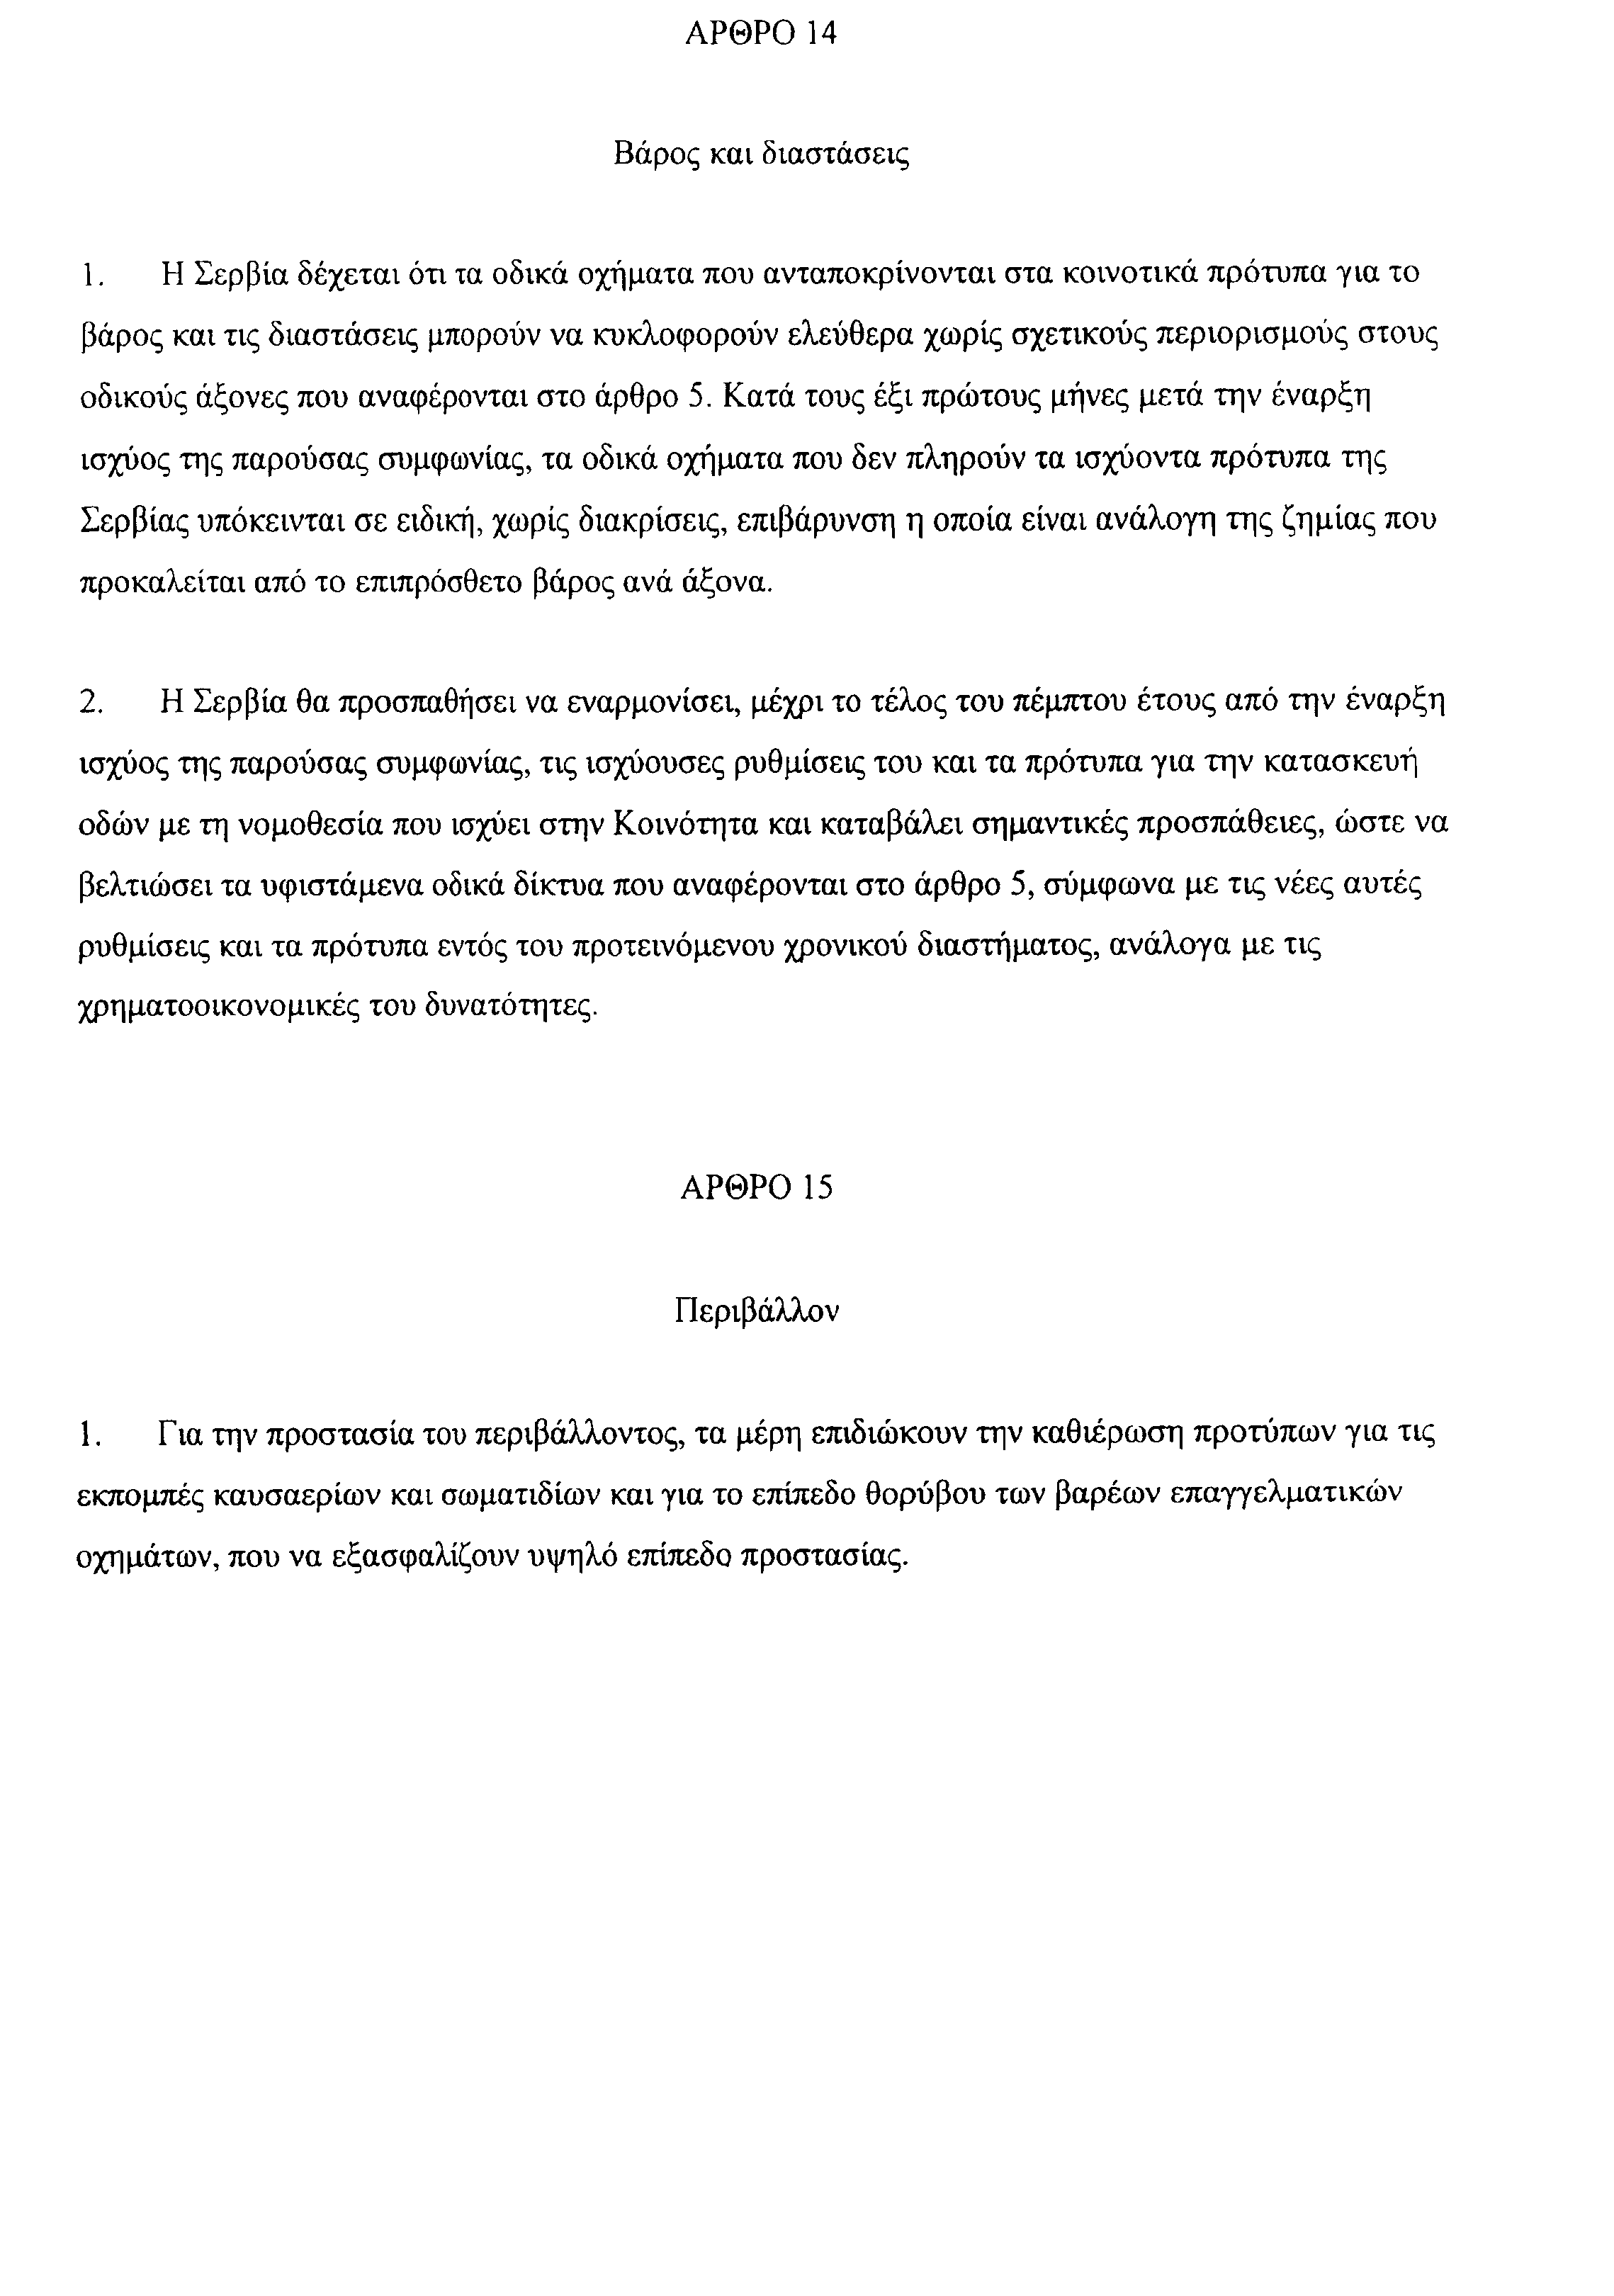 ΑΡΘΡΟ 14
Βάρος και διαστάσεις
1. Η Σερβία δέχεται ότι τα οδικά οχήματα που ανταποκρίνονται στα κοινοτικά πρότυπα για το
βάρος και τις διαστάσεις μπορούν να κυκλοφορούν ελεύθερα χωρίς σχετικούς περιορισμούς στους
οδικούς άξονες που αναφέρονται στο άρθρο 5. Κατά τους έξι πρώτους μήνες μετά την έναρξη
ισχύος της παρούσας συμφωνίας, τα οδικά οχήματα που δεν πληρούν τα ισχύοντα πρότυπα της
Σερβίας υπόκεινται σε ειδική, χωρίς διακρίσεις, επιβάρυνση η οποία είναι ανάλογη της ζημίας που
προκαλείται από το επιπρόσθετο βάρος ανά άξονα.
2. Η Σερβία θα προσπαθήσει να εναρμονίσει, μέχρι το τέλος του πέμπτου έτους από την έναρξη
ισχύος της παρούσας συμφωνίας, τις ισχύουσες ρυθμίσεις του και τα πρότυπα για την κατασκευή
οδών με τη νομοθεσία που ισχύει στην Κοινότητα και καταβάλει σημαντικές προσπάθειες, ώστε να
βελτιώσει τα υφιστάμενα οδικά δίκτυα που αναφέρονται στο άρθρο 5, σύμφωνα με τις νέες αυτές
ρυθμίσεις και τα πρότυπα εντός του προτεινόμενου χρονικού διαστήματος, ανάλογα με τις
χρηματοοικονομικές του δυνατότητες.
ΑΡΘΡΟ 15
Περιβάλλον
1. Για την προστασία του περιβάλλοντος, τα μέρη επιδιώκουν την καθιέρωση προτύπων για τις
εκπομπές καυσαερίων και σωματιδίων και για το επίπεδο θορύβου των βαρέων επαγγελματικών
οχημάτων, που να εξασφαλίζουν υψηλό επίπεδο προστασίας.